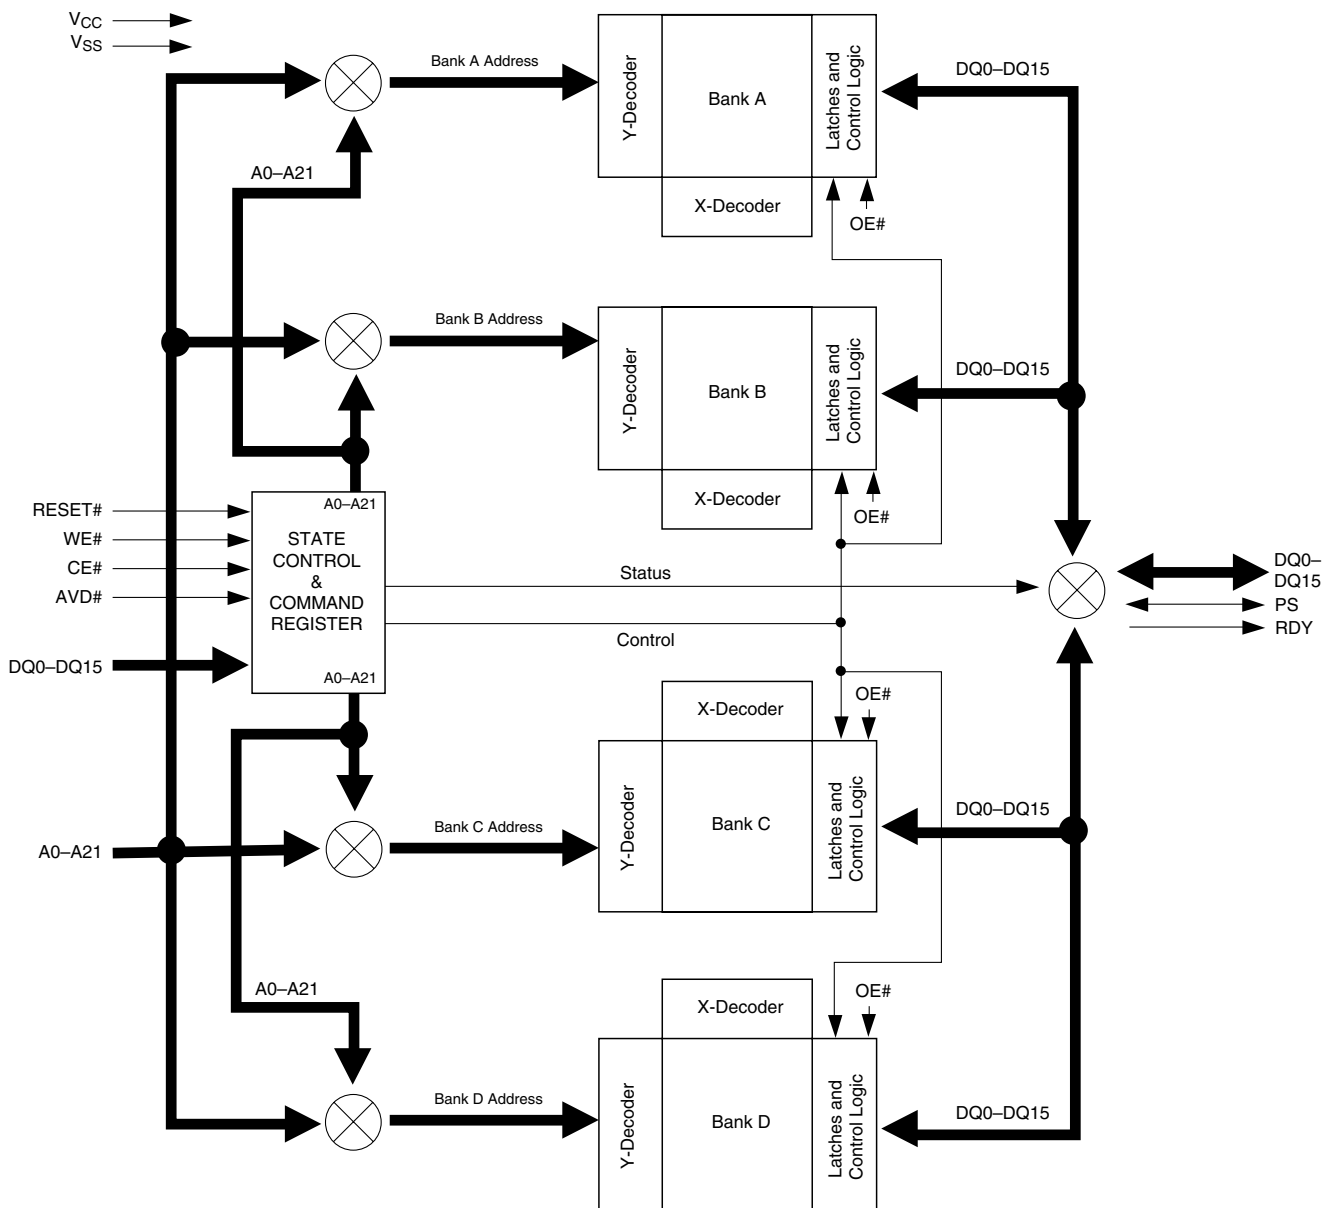 VCC
VSS
Bank A Address
Y-Decoder
Bank A
Latches and
Control Logic
DQ0–DQ15
A0–A21
X-Decoder
OE#
Bank B Address
Y-Decoder
Bank B
Latches and
Control Logic
DQ0–DQ15
X-Decoder
OE#
RESET#
WE#
CE#
AVD#
DQ0–DQ15
A0–A21
STATE
CONTROL
&
COMMAND
REGISTER
A0–A21
Status
Control
DQ0–
DQ15
PS
RDY
X-Decoder
OE#
A0–A21
Bank C Address
Y-Decoder
Bank C
Latches and
Control Logic
DQ0–DQ15
A0–A21
X-Decoder
OE#
Bank D Address
Y-Decoder
Bank D
Latches and
Control Logic
DQ0–DQ15